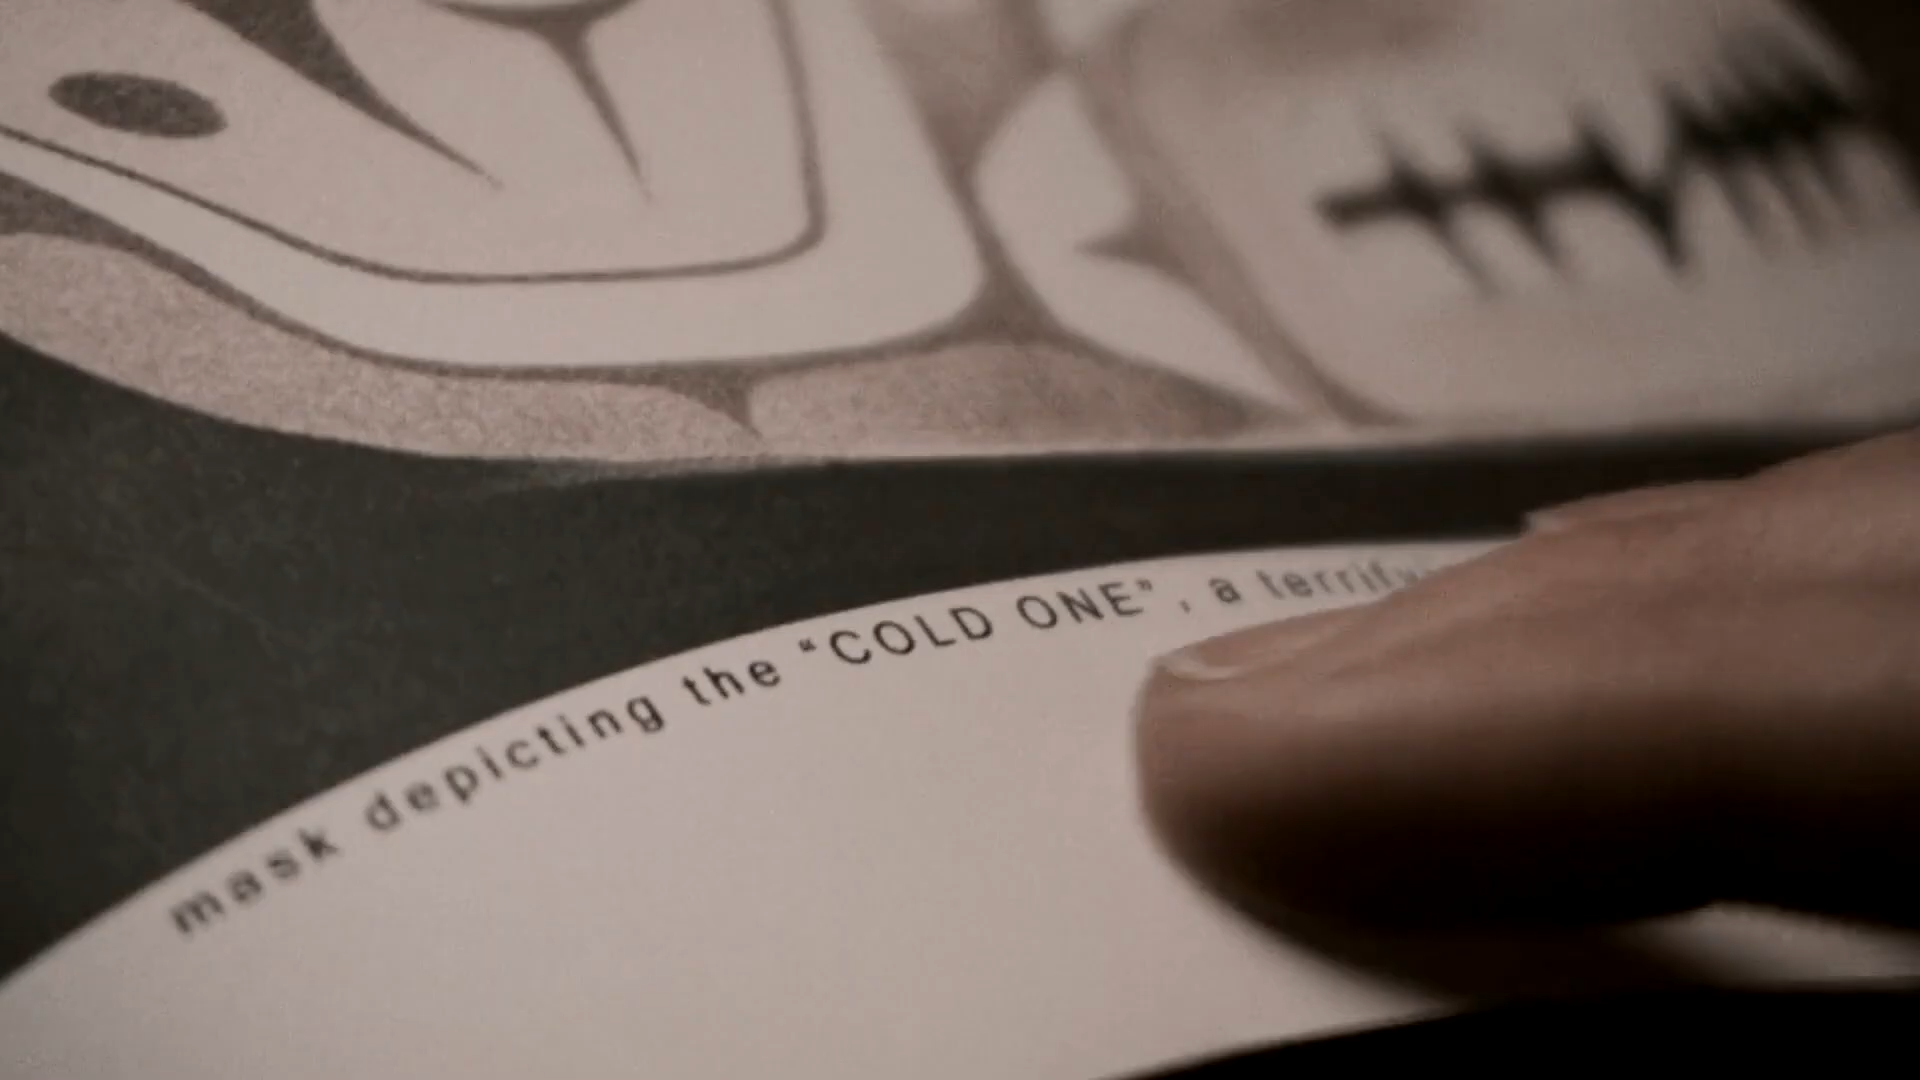 mask depicting the “COLD ONE”, a